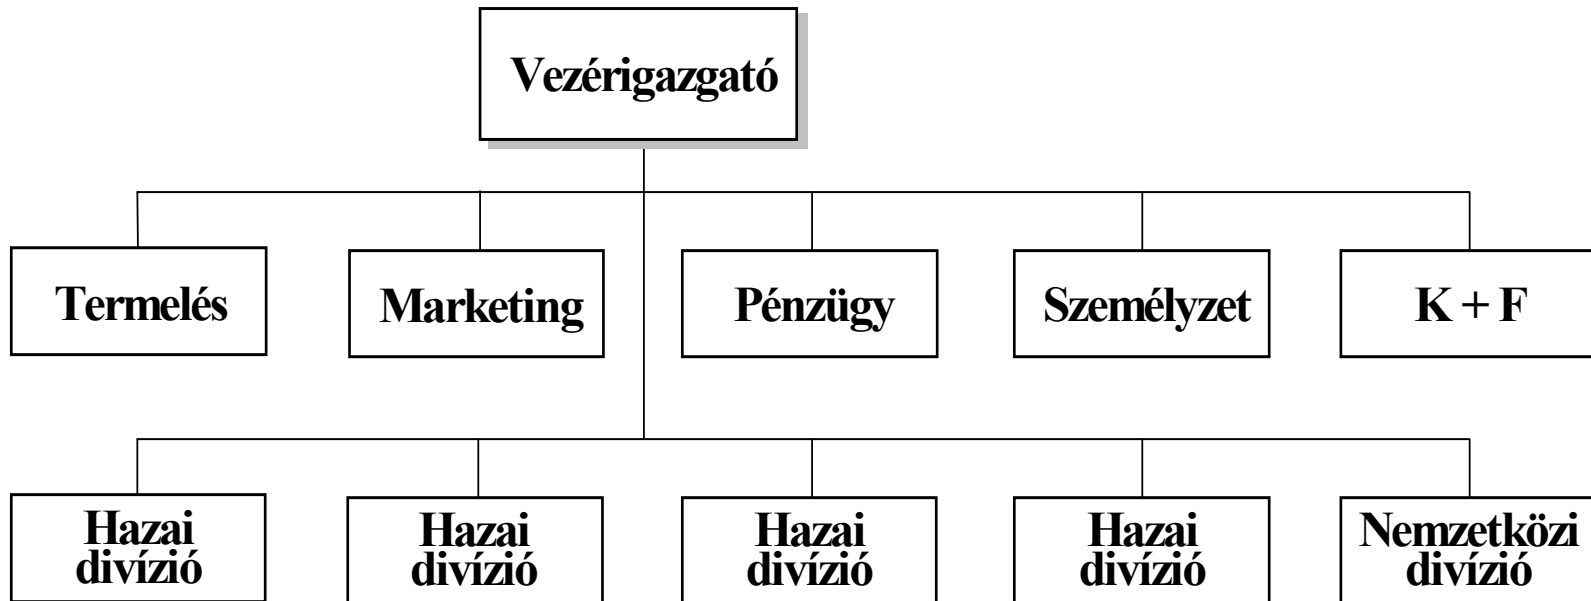 Vezérigazgató
Termelés
Marketing
Pénzügy
Személyzet
K + F
Hazai
divízió
Hazai
divízió
Hazai
divízió
Hazai
divízió
Nemzetközi
divízió